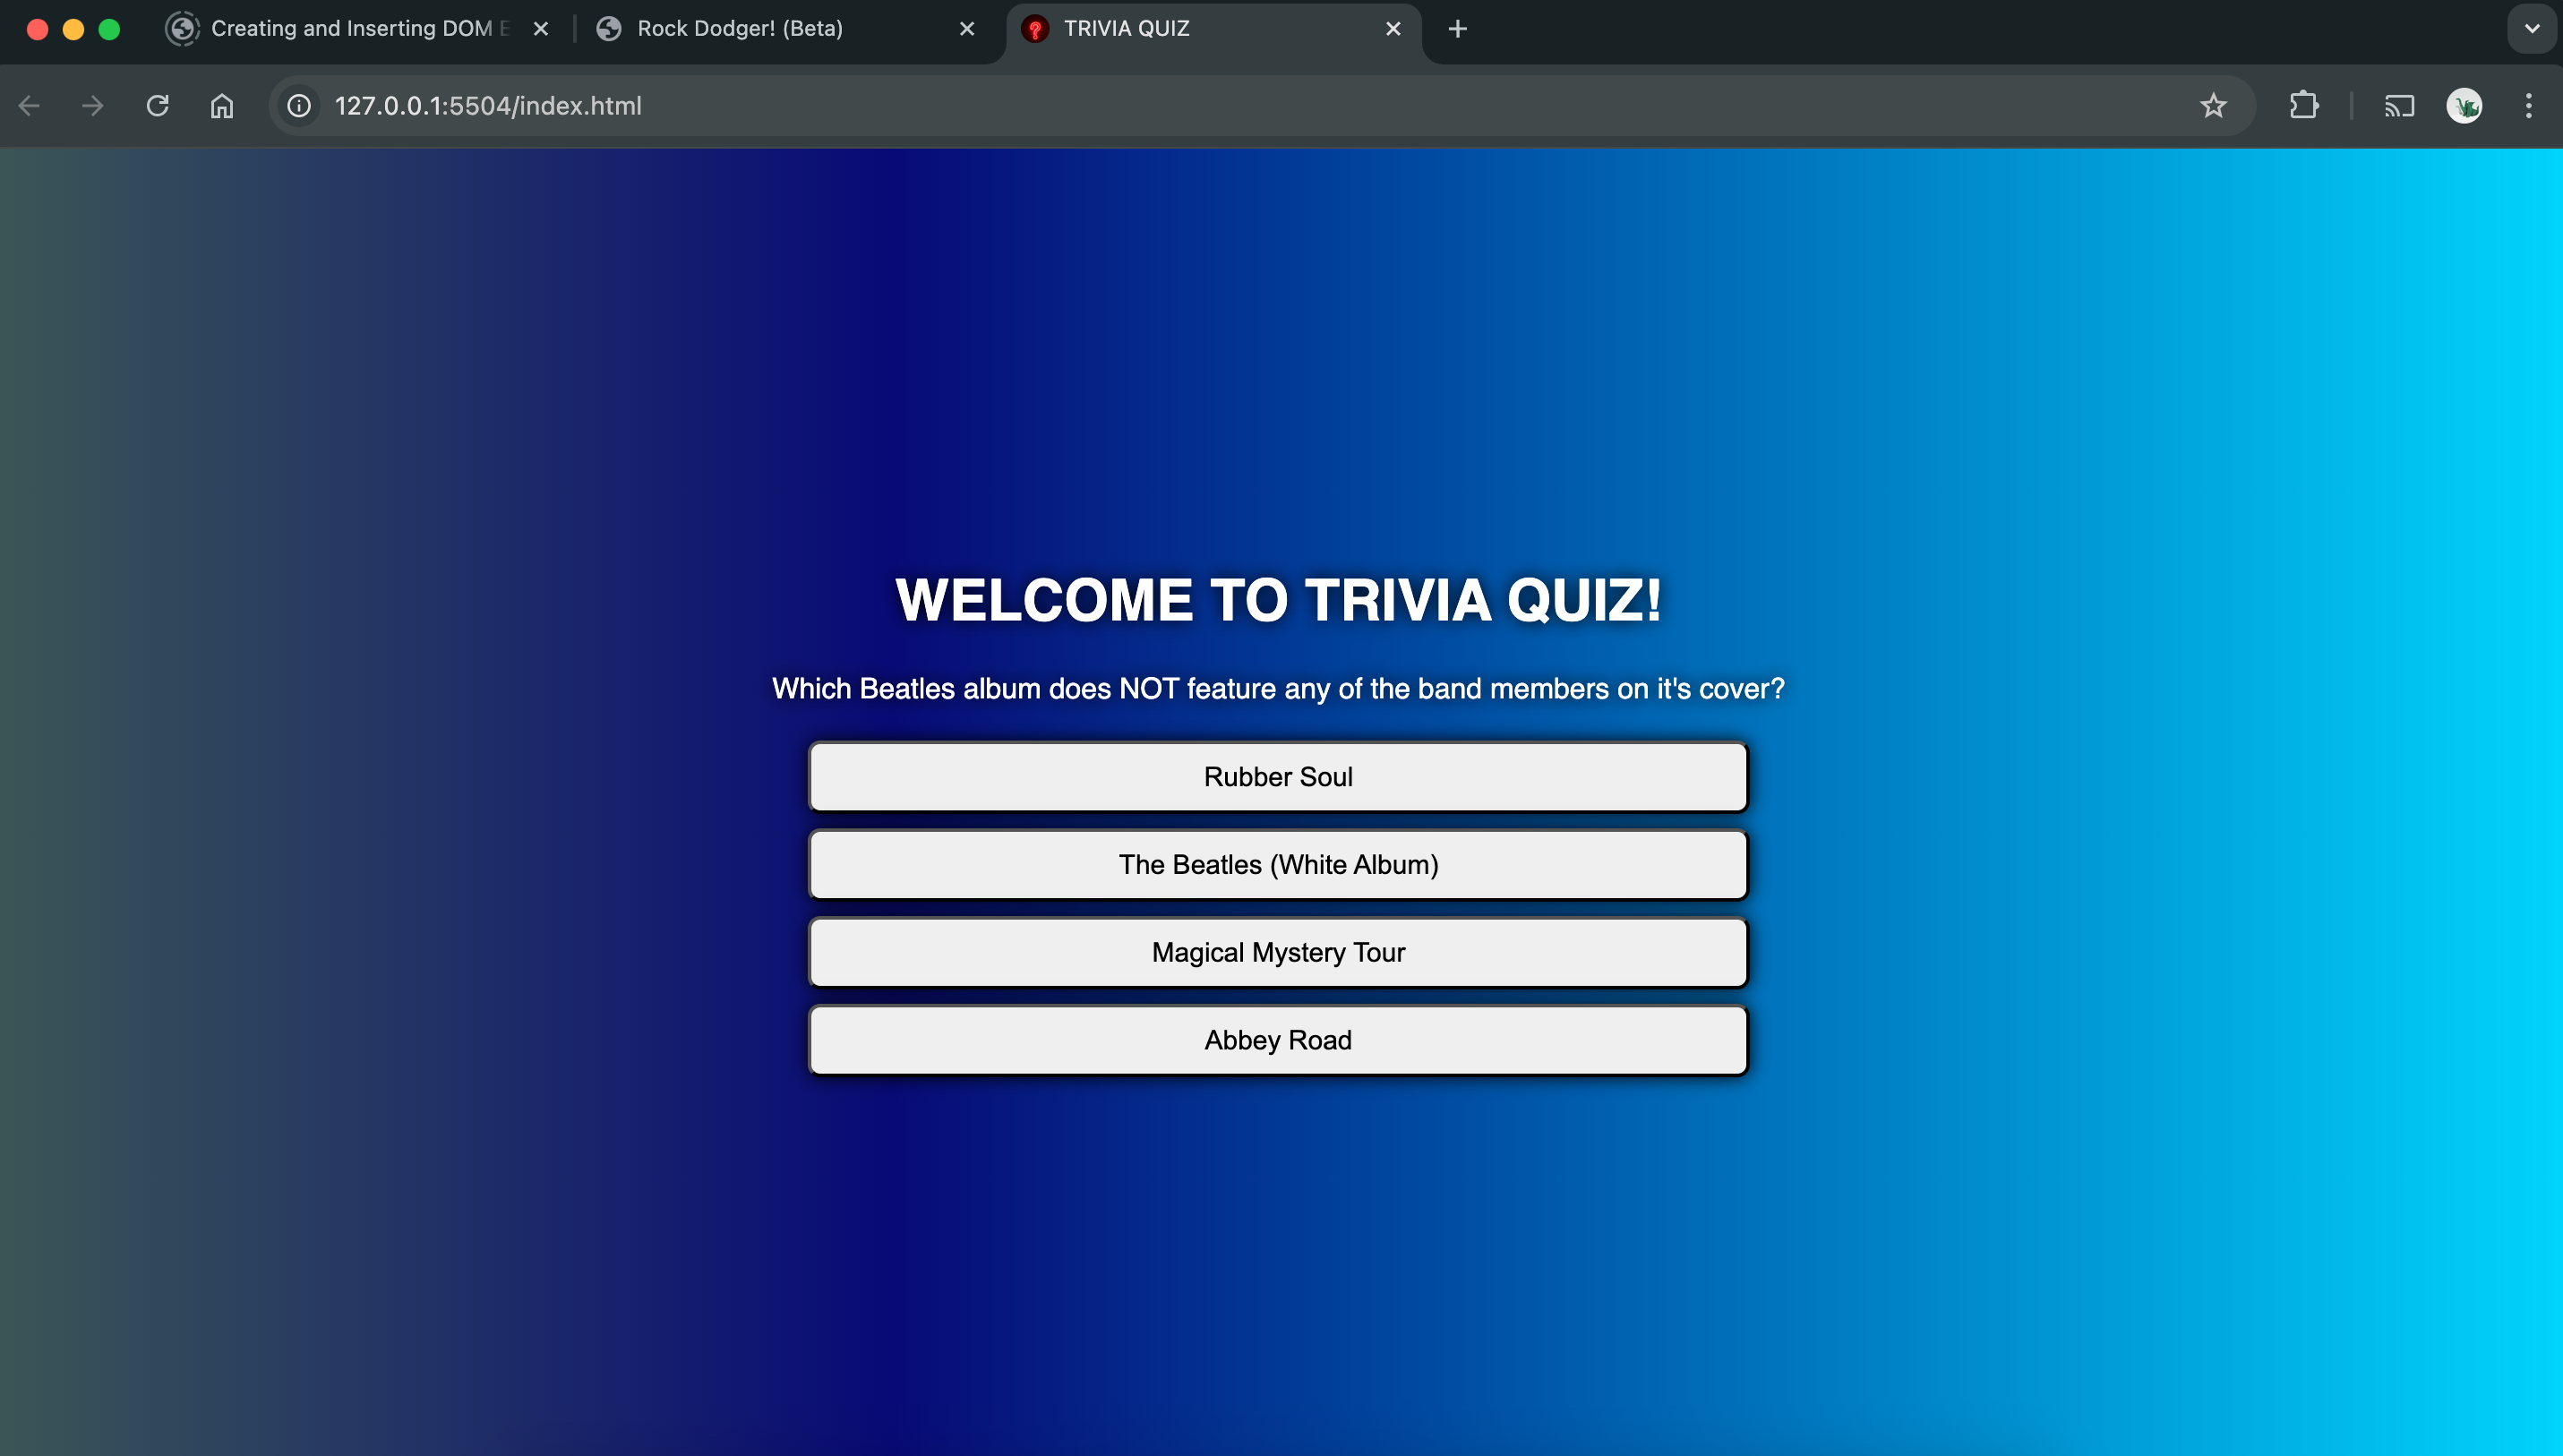 Creating and Inserting DOM E
Rock Dodger! (Beta)
TRIVIA QUIZ
127.0.0.1:5504/index.html
WELCOME TO TRIVIA QUIZ!
Which Beatles album does NOT feature any of the band members on it's cover?
Rubber Soul
The Beatles (White Album)
Magical Mystery Tour
Abbey Road